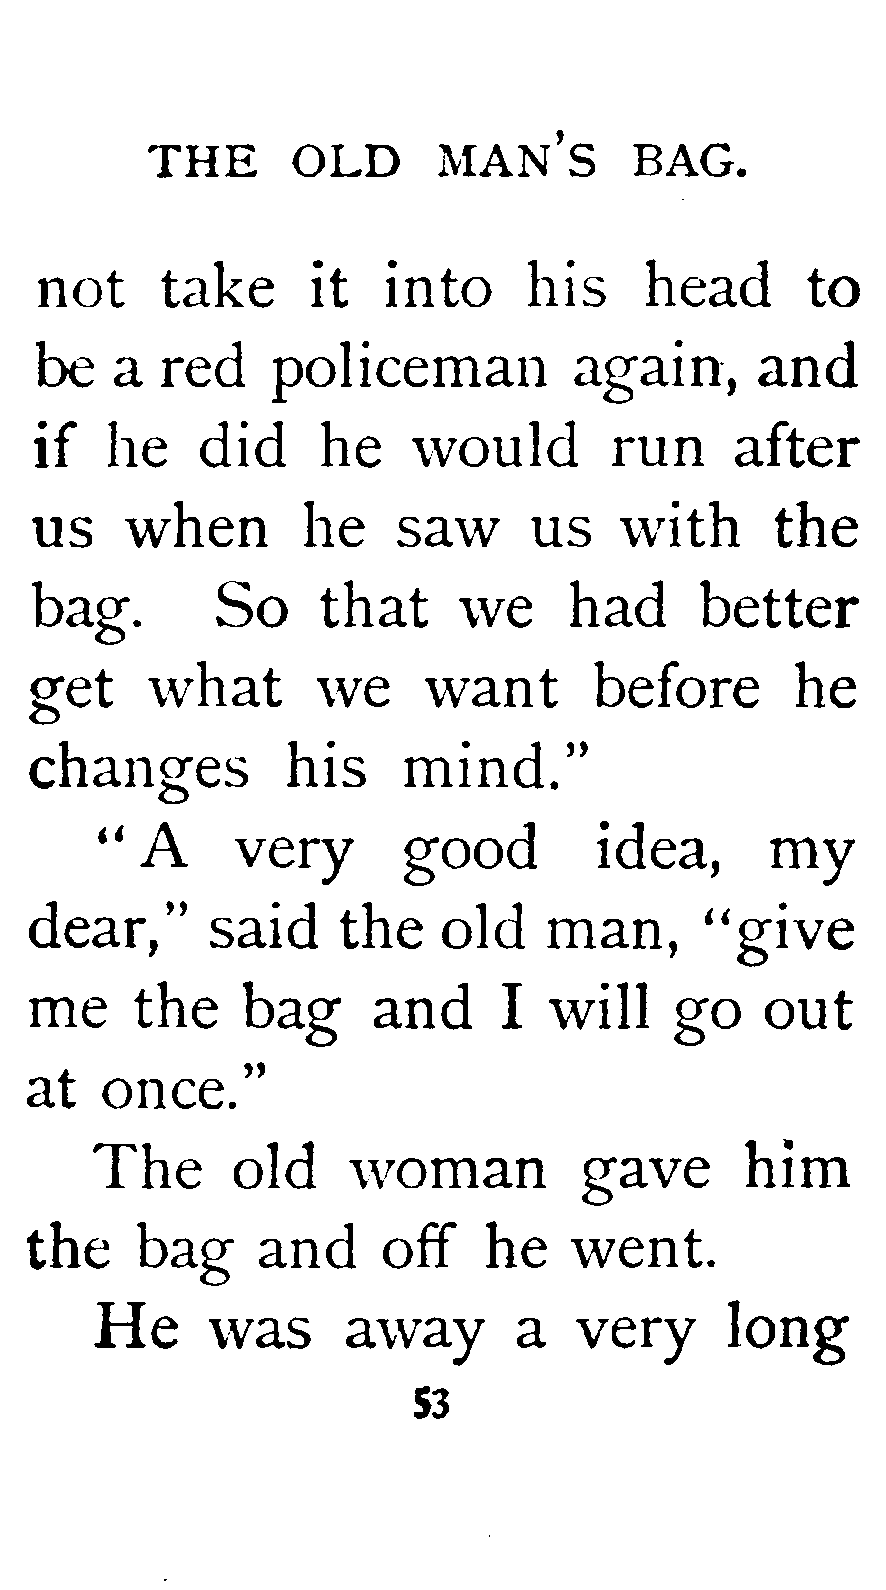 THE OLD MAN'S BAG.
not take it into his head to
be a red policeman again, and
if he did he would run after
us when he saw us with the
bag. So that we had better
get what we want before he
changes his mind.”
“A very good idea, my
dear,” said the old man, “give
me the bag and I will go out
at once.”
The old woman gave him
the bag and off he went.
He was away a very long
53